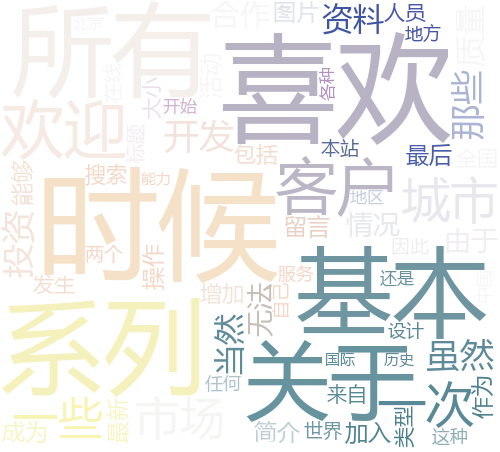 所有
北京
合作
图片
资料
人员
地方
质量
喜欢
欢迎
在线
大小
活动
各种
开始
标题
开发
包括
本站
最后
那些
全国
搜索
能力
能够
时候
客户
地区
城市
投资
留言
情况
由于
两个
操作
因此
发生
服务
增加
自己
无法
基本
还是
中国
系列
当然
关于
设计
国际
历史
虽然
任何
来自
一次
作为
一些
成为
最新
市场
简介
世界
加入
类型
这种